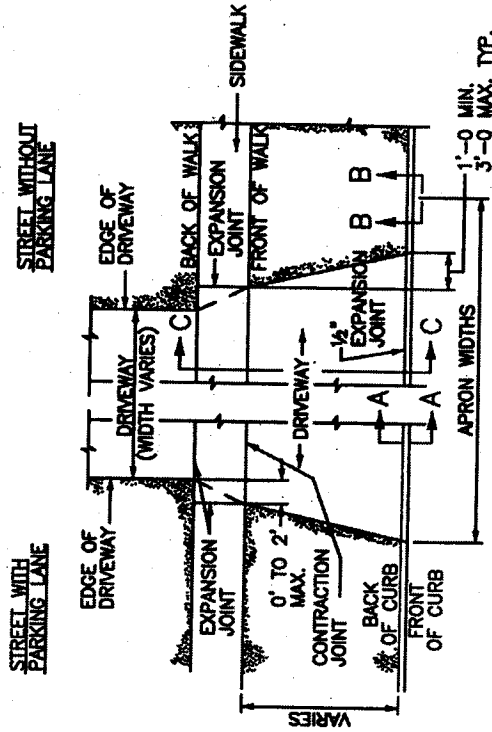 STREET WITH
PARKING LANE
STREET WITHOUT
PARKING LANE
EDGE OF
DRIVEWAY
EDGE OF
DRIVEWAY
DRIVEWAY
(WIDTH VARIES)
BACK OF WALK
EXPANSION
JOINT
FRONT OF WALK
SIDEWALK
C
EXPANSION
JOINT
0' TO 2'
MAX.
CONTRACTION
JOINT
DRIVEWAY
1/2"
EXPANSION
JOINT
B
B
A
A
C
BACK
OF CURB
FRONT
OF CURB
VARIES
APRON WIDTHS
1'-0 MIN.
3'-0 MAX. TYP.